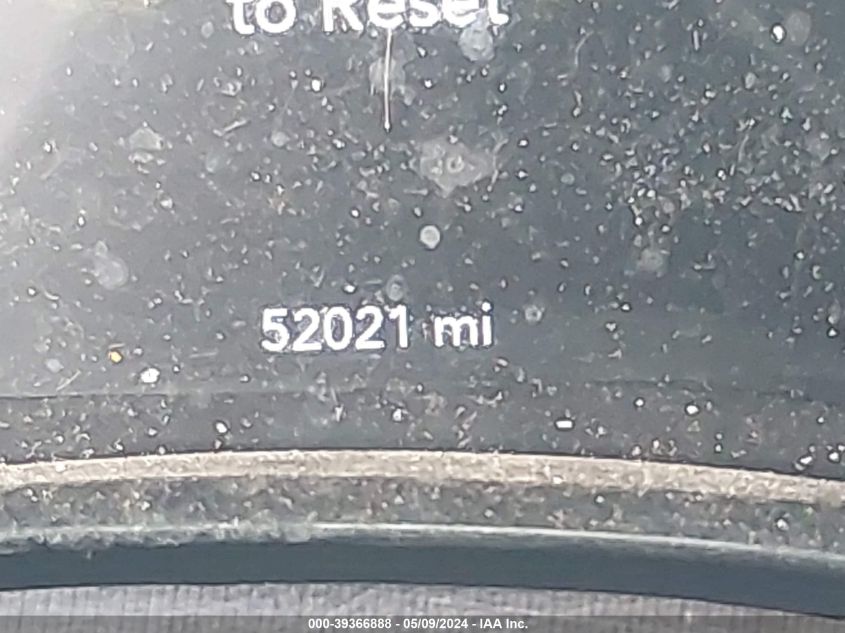 to Reset
52021 mi
000-39366888 - 05/09/2024 - IAA Inc.